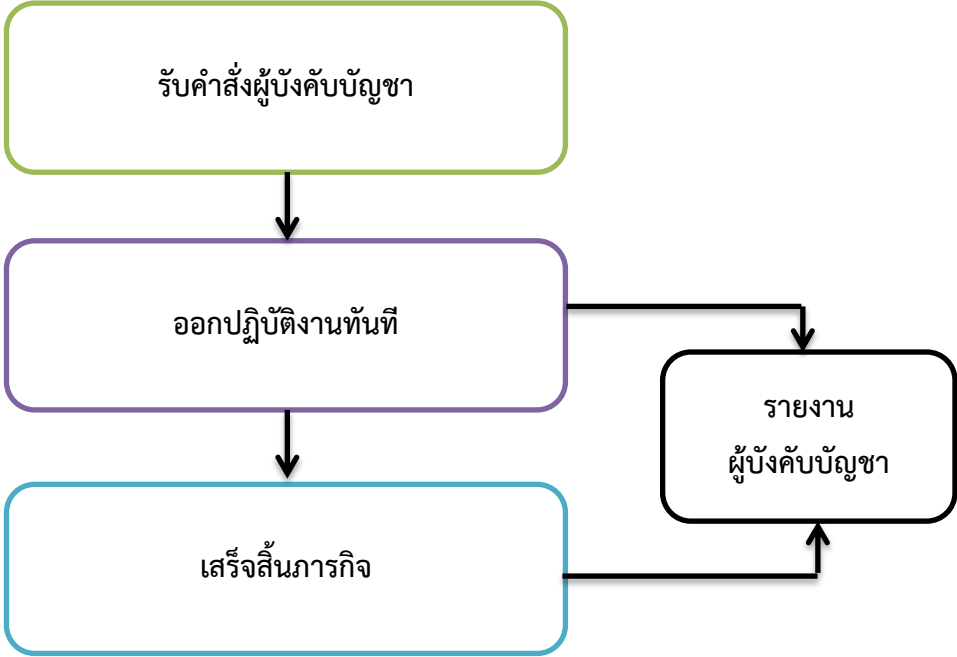 รับคำสั่งผู้บังคับบัญชา
ออกปฏิบัติงานทันที
รายงาน
ผู้บังคับบัญชา
เสร็จสิ้นภารกิจ